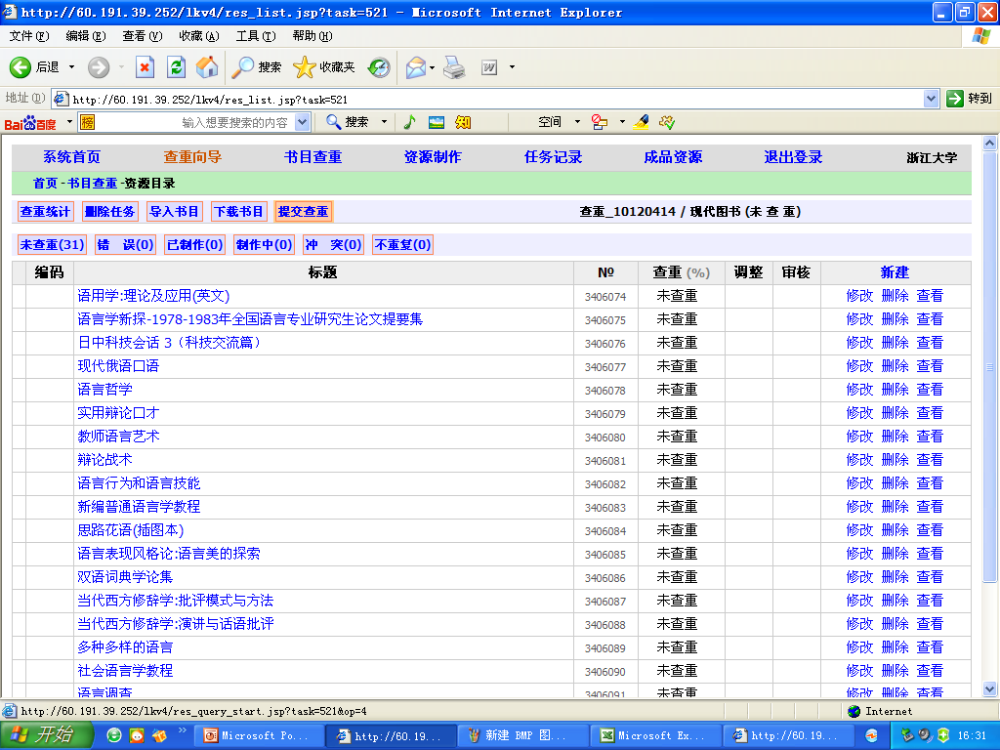 http://60.191.39.252/lkv4/res_list.jsp?task=521 - Microsoft Internet Explorer
文件(F) 编辑(E) 查看(V) 收藏(A) 工具(T) 帮助(H)
后退 搜索 收藏夹
地址(D) http://60.191.39.252/lkv4/res_list.jsp?task=521 转到
Bai百度 榜 输入想要搜索的内容 搜索 知 空间
系统首页 查重向导 书目查重 资源制作 任务记录 成品资源 退出登录 浙江大学
首页 - 书目查重 - 资源目录
查重统计 删除任务 导入书目 下载书目 提交查重 查重_10120414 / 现代图书 (未 查 重)
未查重(31) 错 误(0) 已制作(0) 制作中(0) 冲 突(0) 不重复(0)
编码 标题 № 查重 (%) 调整 审核 新建
语用学:理论及应用(英文) 3406074 未查重 修改 删除 查看
语言学新探-1978-1983年全国语言专业研究生论文提要集 3406075 未查重 修改 删除 查看
日中科技会话 3（科技交流篇） 3406076 未查重 修改 删除 查看
现代俄语口语 3406077 未查重 修改 删除 查看
语言哲学 3406078 未查重 修改 删除 查看
实用辩论口才 3406079 未查重 修改 删除 查看
教师语言艺术 3406080 未查重 修改 删除 查看
辩论战术 3406081 未查重 修改 删除 查看
语言行为和语言技能 3406082 未查重 修改 删除 查看
新编普通语言学教程 3406083 未查重 修改 删除 查看
思路花语(插图本) 3406084 未查重 修改 删除 查看
语言表现风格论:语言美的探索 3406085 未查重 修改 删除 查看
双语词典学论集 3406086 未查重 修改 删除 查看
当代西方修辞学:批评模式与方法 3406087 未查重 修改 删除 查看
当代西方修辞学:演讲与话语批评 3406088 未查重 修改 删除 查看
多种多样的语言 3406089 未查重 修改 删除 查看
社会语言学教程 3406090 未查重 修改 删除 查看
语言调查 3406091 未查重 修改 删除 查看
http://60.191.39.252/lkv4/res_query_start.jsp?task=521&op=4 Internet
开始 Microsoft Po... http://60.19... 新建 BMP 图... Microsoft Ex... http://60.19... 16:31